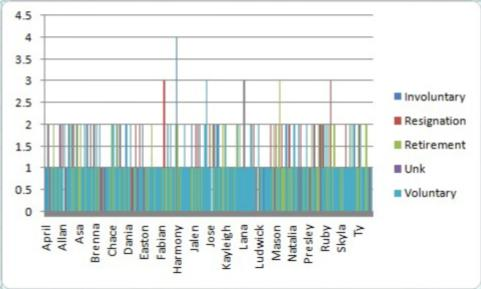 4.5
4
3.5
3
2.5
2
1.5
1
0.5
0
Involuntary
Resignation
Retirement
Unk
Voluntary
April
Allan
Asa
Brenna
Chace
Dania
Easton
Fabian
Harmony
Jalen
Jose
Kayleigh
Lana
Ludwick
Mason
Natalia
Presley
Ruby
Skyla
Ty